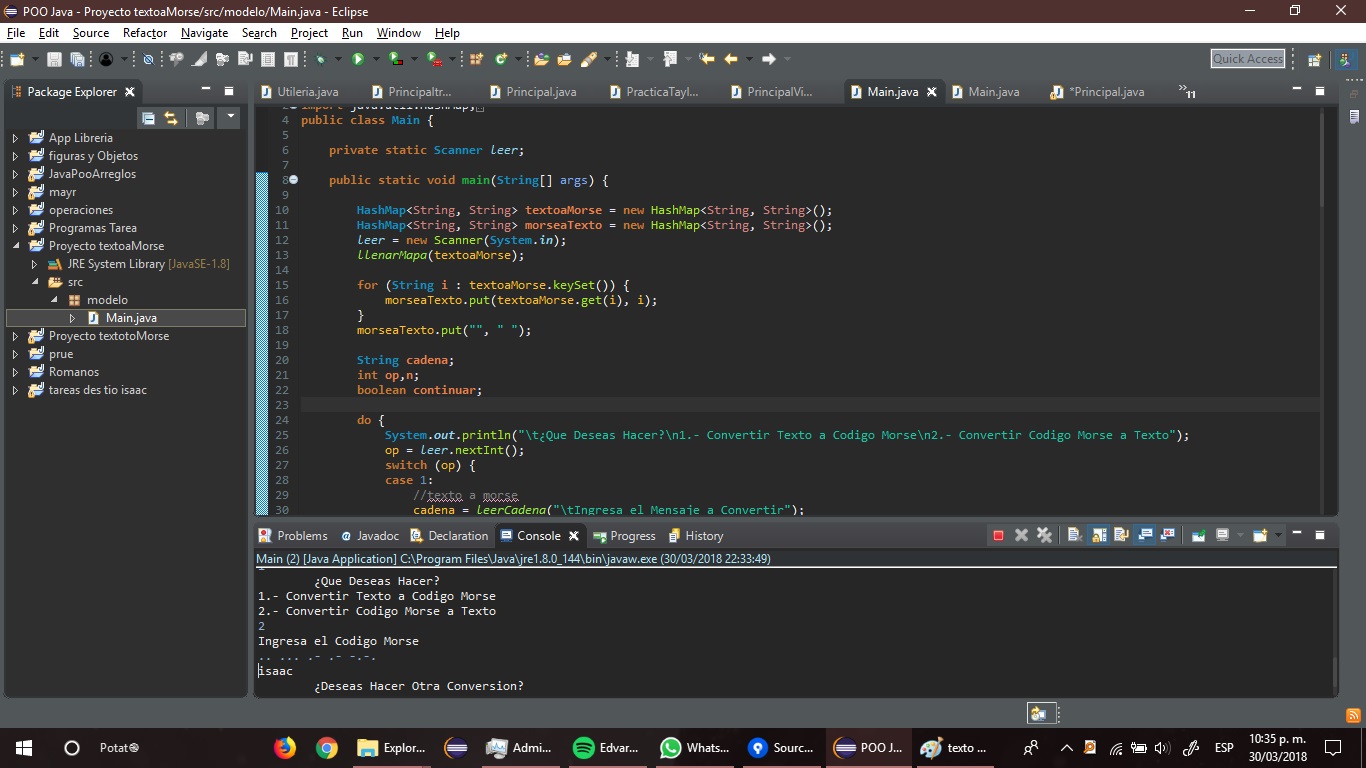 POO Java - Proyecto textoaMorse/src/modelo/Main.java - Eclipse
File Edit Source Refactor Navigate Search Project Run Window Help
Quick Access
Package Explorer
Utileria.java Principaltr... Principal.java PracticaTayl... PrincipalVi... Main.java Main.java *Principal.java »11
App Libreria
figuras y Objetos
JavaPooArreglos
mayr
operaciones
Programas Tarea
Proyecto textoaMorse
JRE System Library [JavaSE-1.8]
src
modelo
Main.java
Proyecto textotoMorse
prue
Romanos
tareas des tio isaac
2 import java.util.HashMap;
4 public class Main {
5
6 private static Scanner leer;
7
8 public static void main(String[] args) {
9
10 HashMap<String, String> textoaMorse = new HashMap<String, String>();
11 HashMap<String, String> morseaTexto = new HashMap<String, String>();
12 leer = new Scanner(System.in);
13 llenarMapa(textoaMorse);
14
15 for (String i : textoaMorse.keySet()) {
16 morseaTexto.put(textoaMorse.get(i), i);
17 }
18 morseaTexto.put("", " ");
19
20 String cadena;
21 int op,n;
22 boolean continuar;
23
24 do {
25 System.out.println("\t¿Que Deseas Hacer?\n1.- Convertir Texto a Codigo Morse\n2.- Convertir Codigo Morse a Texto");
26 op = leer.nextInt();
27 switch (op) {
28 case 1:
29 //texto a morse
30 cadena = leerCadena("\tIngresa el Mensaje a Convertir");
Problems @ Javadoc Declaration Console Progress History
Main (2) [Java Application] C:\Program Files\Java\jre1.8.0_144\bin\javaw.exe (30/03/2018 22:33:49)
¿Que Deseas Hacer?
1.- Convertir Texto a Codigo Morse
2.- Convertir Codigo Morse a Texto
2
Ingresa el Codigo Morse
.. ... .- .- -.-.
isaac
¿Deseas Hacer Otra Conversion?
Potat Explor... Admi... Edvar... Whats... Sourc... POO J... texto ... ESP 10:35 p. m.
30/03/2018